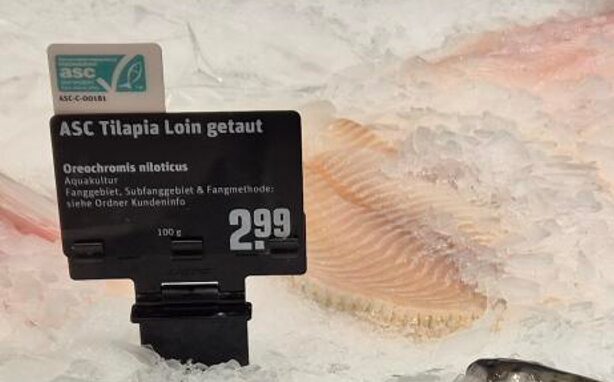 asc
ASC-C-00181
ASC Tilapia Loin getaut
Oreochromis niloticus
Aquakultur
Fanggebiet, Subfanggebiet & Fangmethode:
siehe Ordner Kundeninfo
100 g 2.99